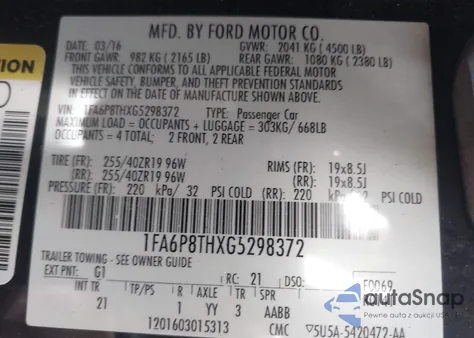 MFD. BY FORD MOTOR CO.
DATE: 03/16 GVWR: 2041 KG ( 4500 LB)
FRONT GAWR: 982 KG ( 2165 LB) REAR GAWR: 1080 KG ( 2380 LB)
THIS VEHICLE CONFORMS TO ALL APPLICABLE FEDERAL MOTOR
VEHICLE SAFETY, BUMPER, AND THEFT PREVENTION STANDARDS
IN EFFECT ON THE DATE OF MANUFACTURE SHOWN ABOVE.
VIN: 1FA6P8THXG5298372 TYPE: Passenger Car
MAXIMUM LOAD = OCCUPANTS + LUGGAGE = 303KG/ 668LB
OCCUPANTS = 4 TOTAL: 2 FRONT, 2 REAR
TIRE (FR): 255/40ZR19 96W RIMS (FR): 19x8.5J
(RR): 255/40ZR19 96W (RR): 19x8.5J
PRESSURE (FR): 220 kPa/ 32 PSI COLD (RR): 220 PSI COLD
1FA6P8THXG5298372
TRAILER TOWING - SEE OWNER GUIDE
EXT PNT: G1 RC: 21 DSO: F0069
INT TR TP/PS R AXLE TR SPR
21 1 YY 3 AABB
1201603015313 CMC 5U5A-5420472-AA
autoSnap
POWERED BY